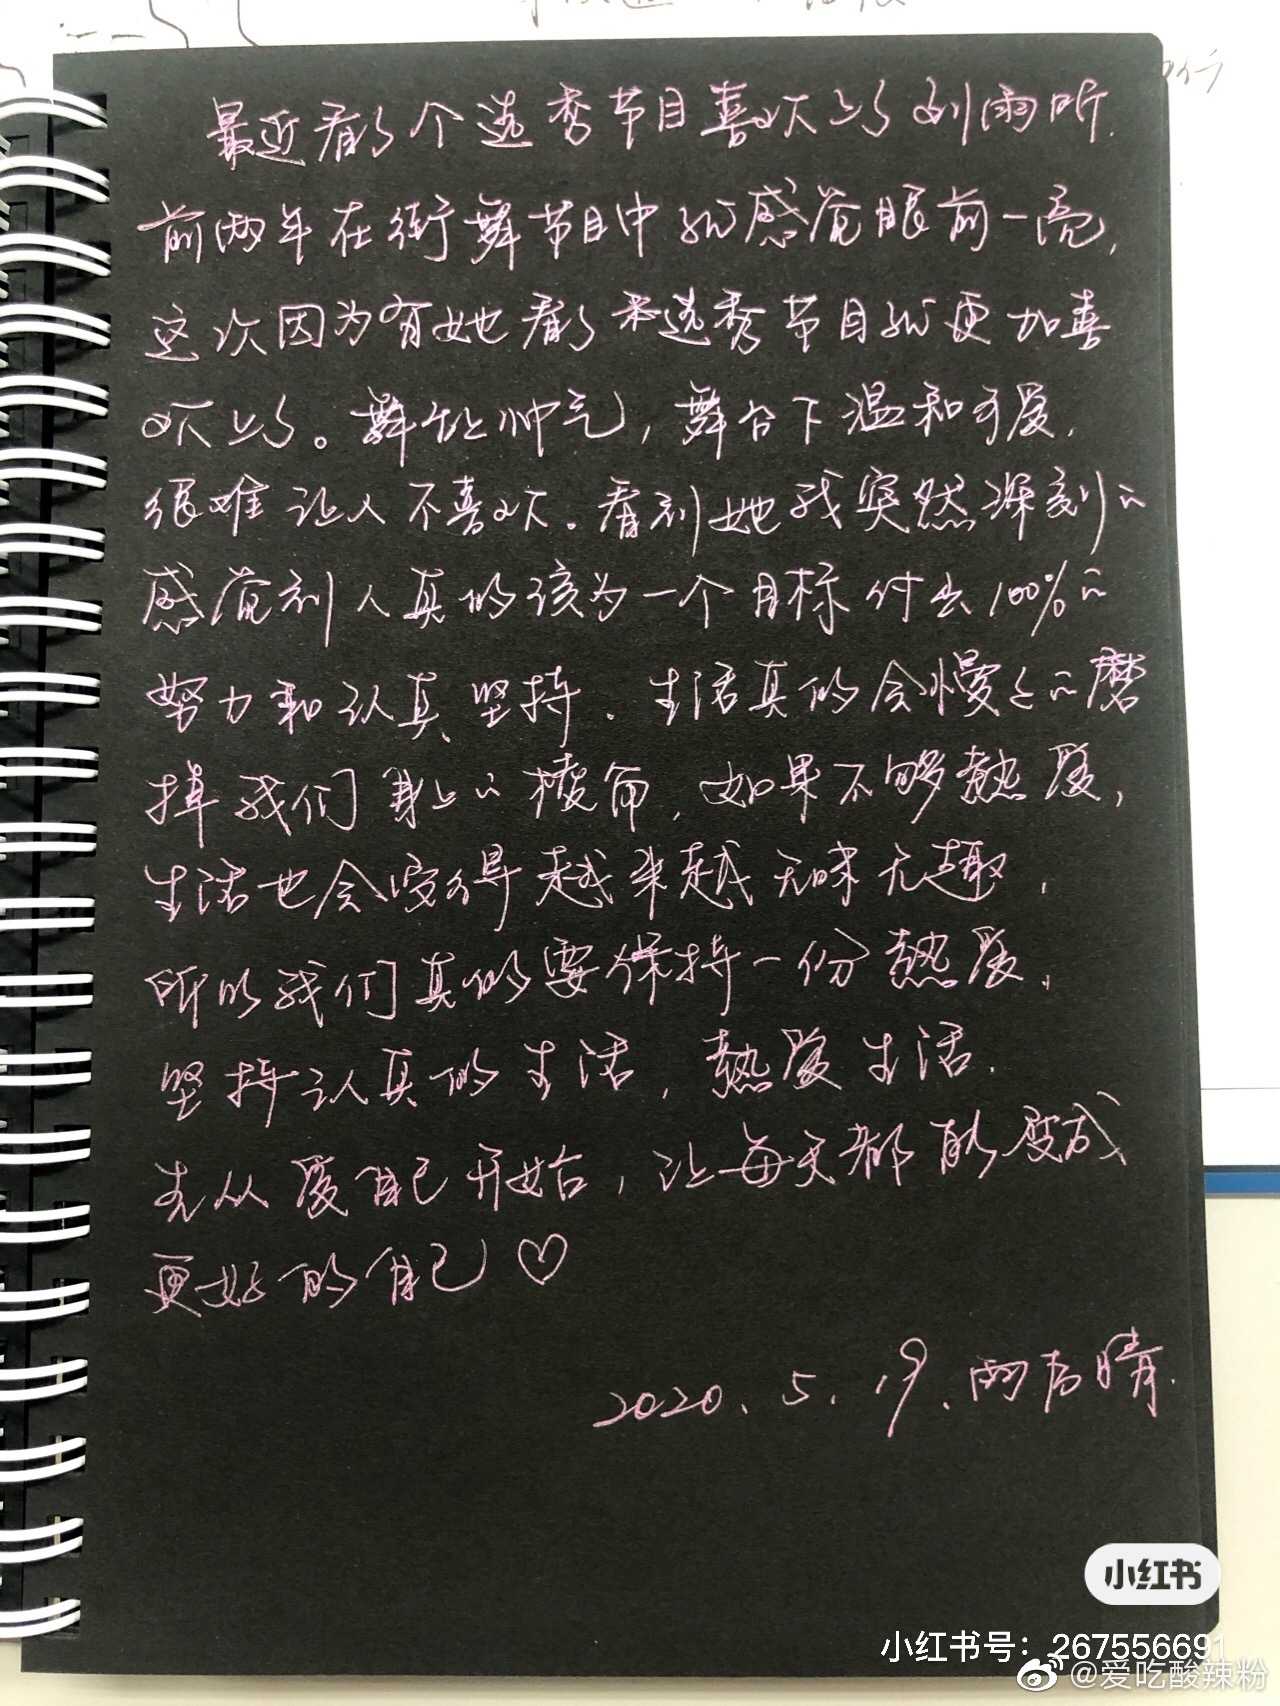 最近看了个选秀节目喜欢上了刘雨昕.
前两年在街舞节目中就感觉眼前一亮,
这次因为有她看了来选秀节目就更加喜
欢上了。舞蹈帅气,舞台下温和可爱,
很难让人不喜欢。看到她我突然深刻的
感觉到人真的该为一个目标付出100%的
努力和认真坚持. 生活真的会慢慢的磨
掉我们身上的棱角, 如果不够热爱,
生活也会变得越来越无味无趣,
所以我们真的要保持一份热爱,
坚持认真的生活, 热爱生活.
先从爱自己开始, 让每天都能变成
更好的自己♡
2020.5.19.雨后晴.
小红书
小红书号：267556691
@爱吃酸辣粉